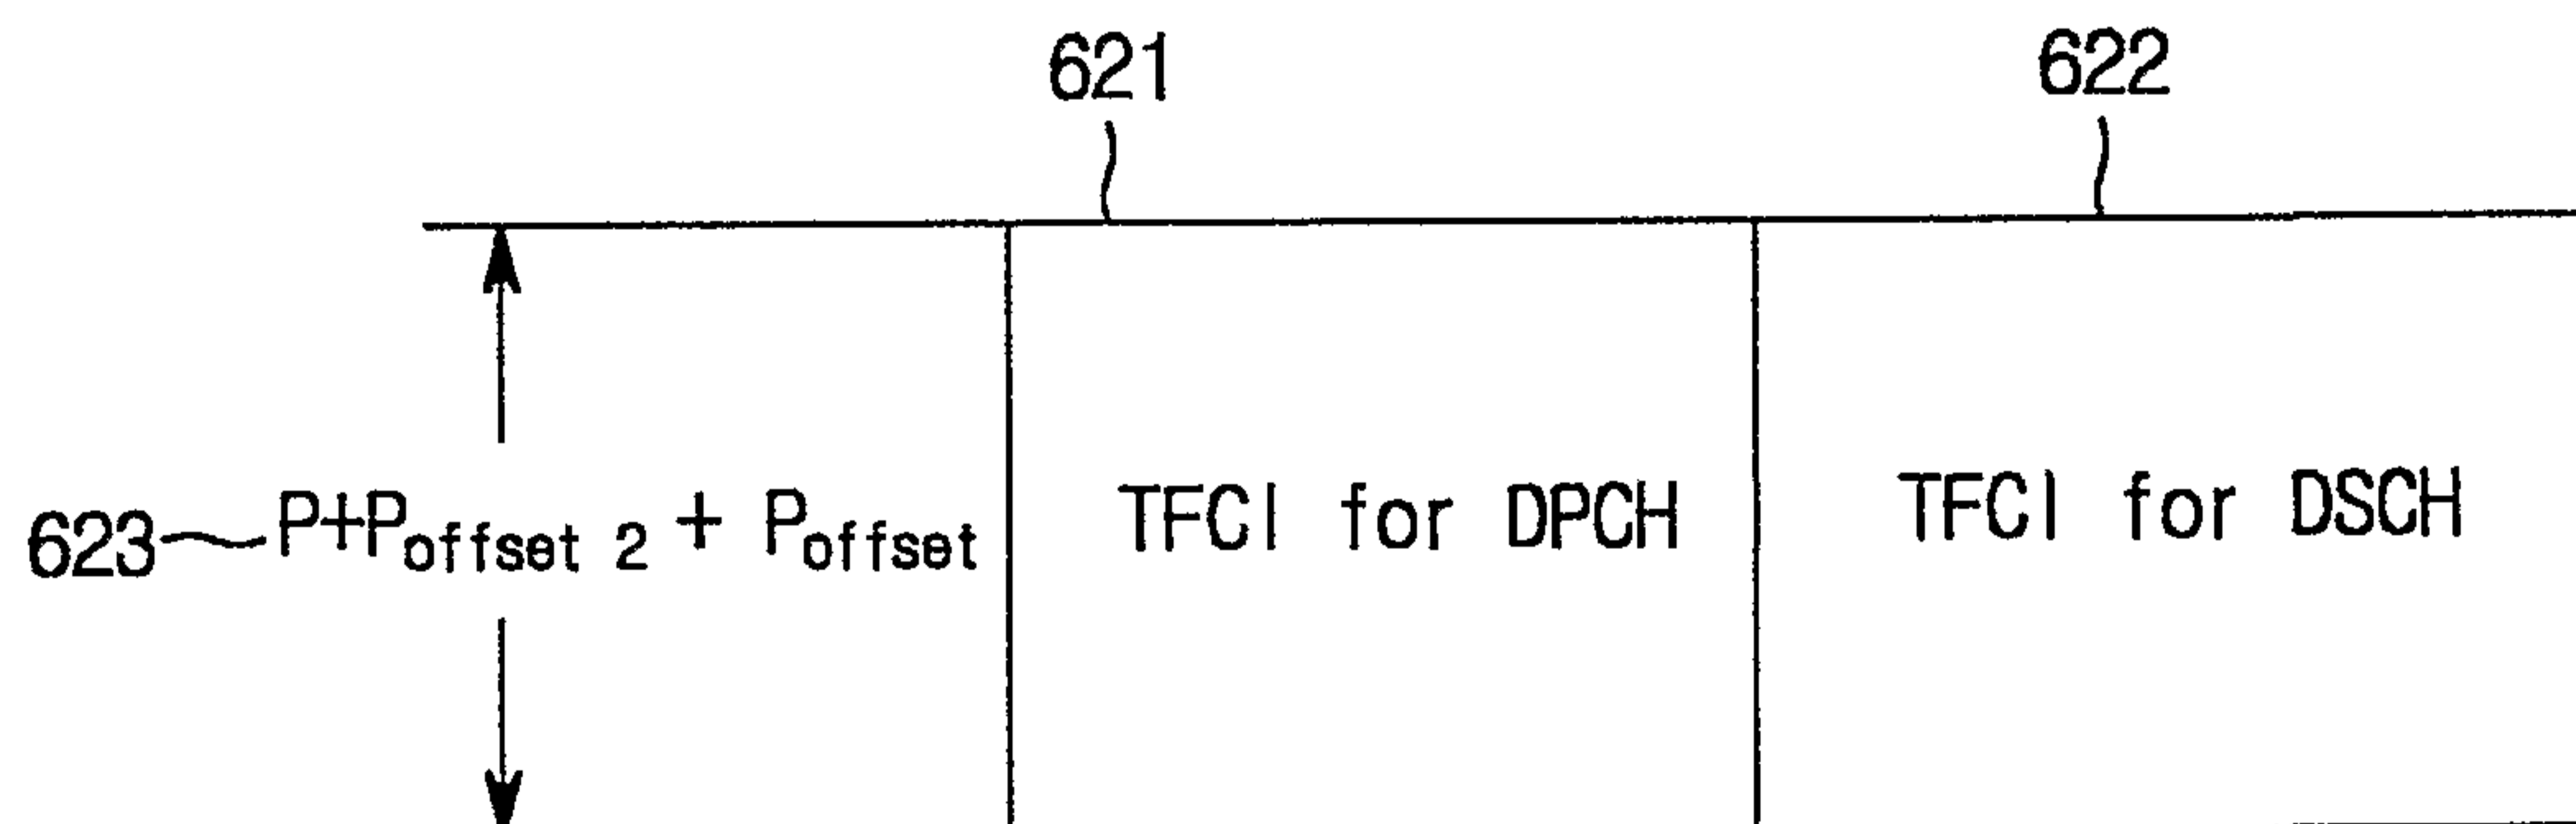 621
622
623 P+Poffset 2 + Poffset
TFCI for DPCH
TFCI for DSCH